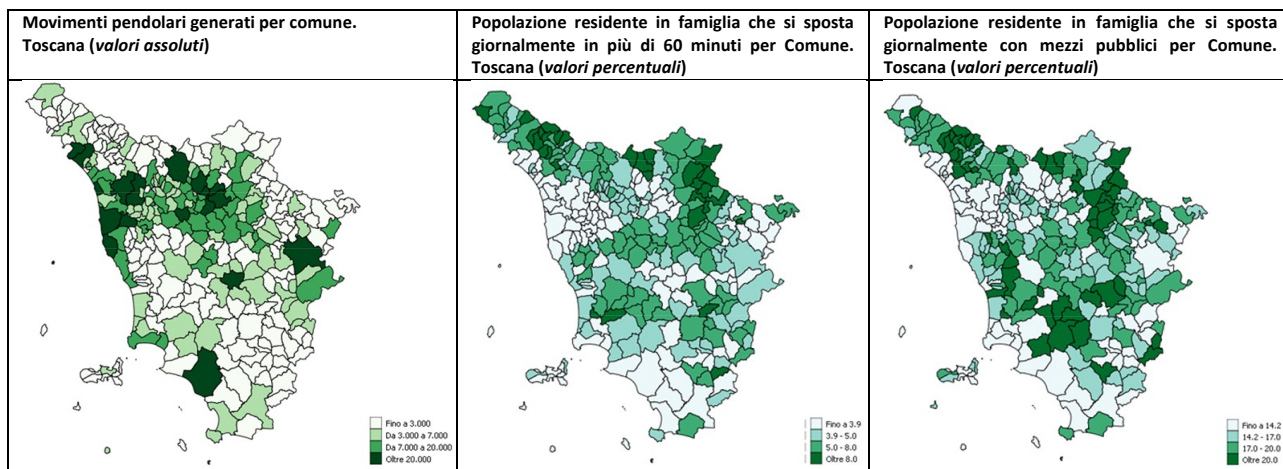 Movimenti pendolari generati per comune.
Toscana (valori assoluti)
Popolazione residente in famiglia che si sposta
giornalmente in più di 60 minuti per Comune.
Toscana (valori percentuali)
Popolazione residente in famiglia che si sposta
giornalmente con mezzi pubblici per Comune.
Toscana (valori percentuali)
Fino a 3.000
Da 3.000 a 7.000
Da 7.000 a 20.000
Oltre 20.000
Fino a 3.9
3.9 - 5.0
5.0 - 8.0
Oltre 8.0
Fino a 14.2
14.2 - 17.0
17.0 - 20.0
Oltre 20.0